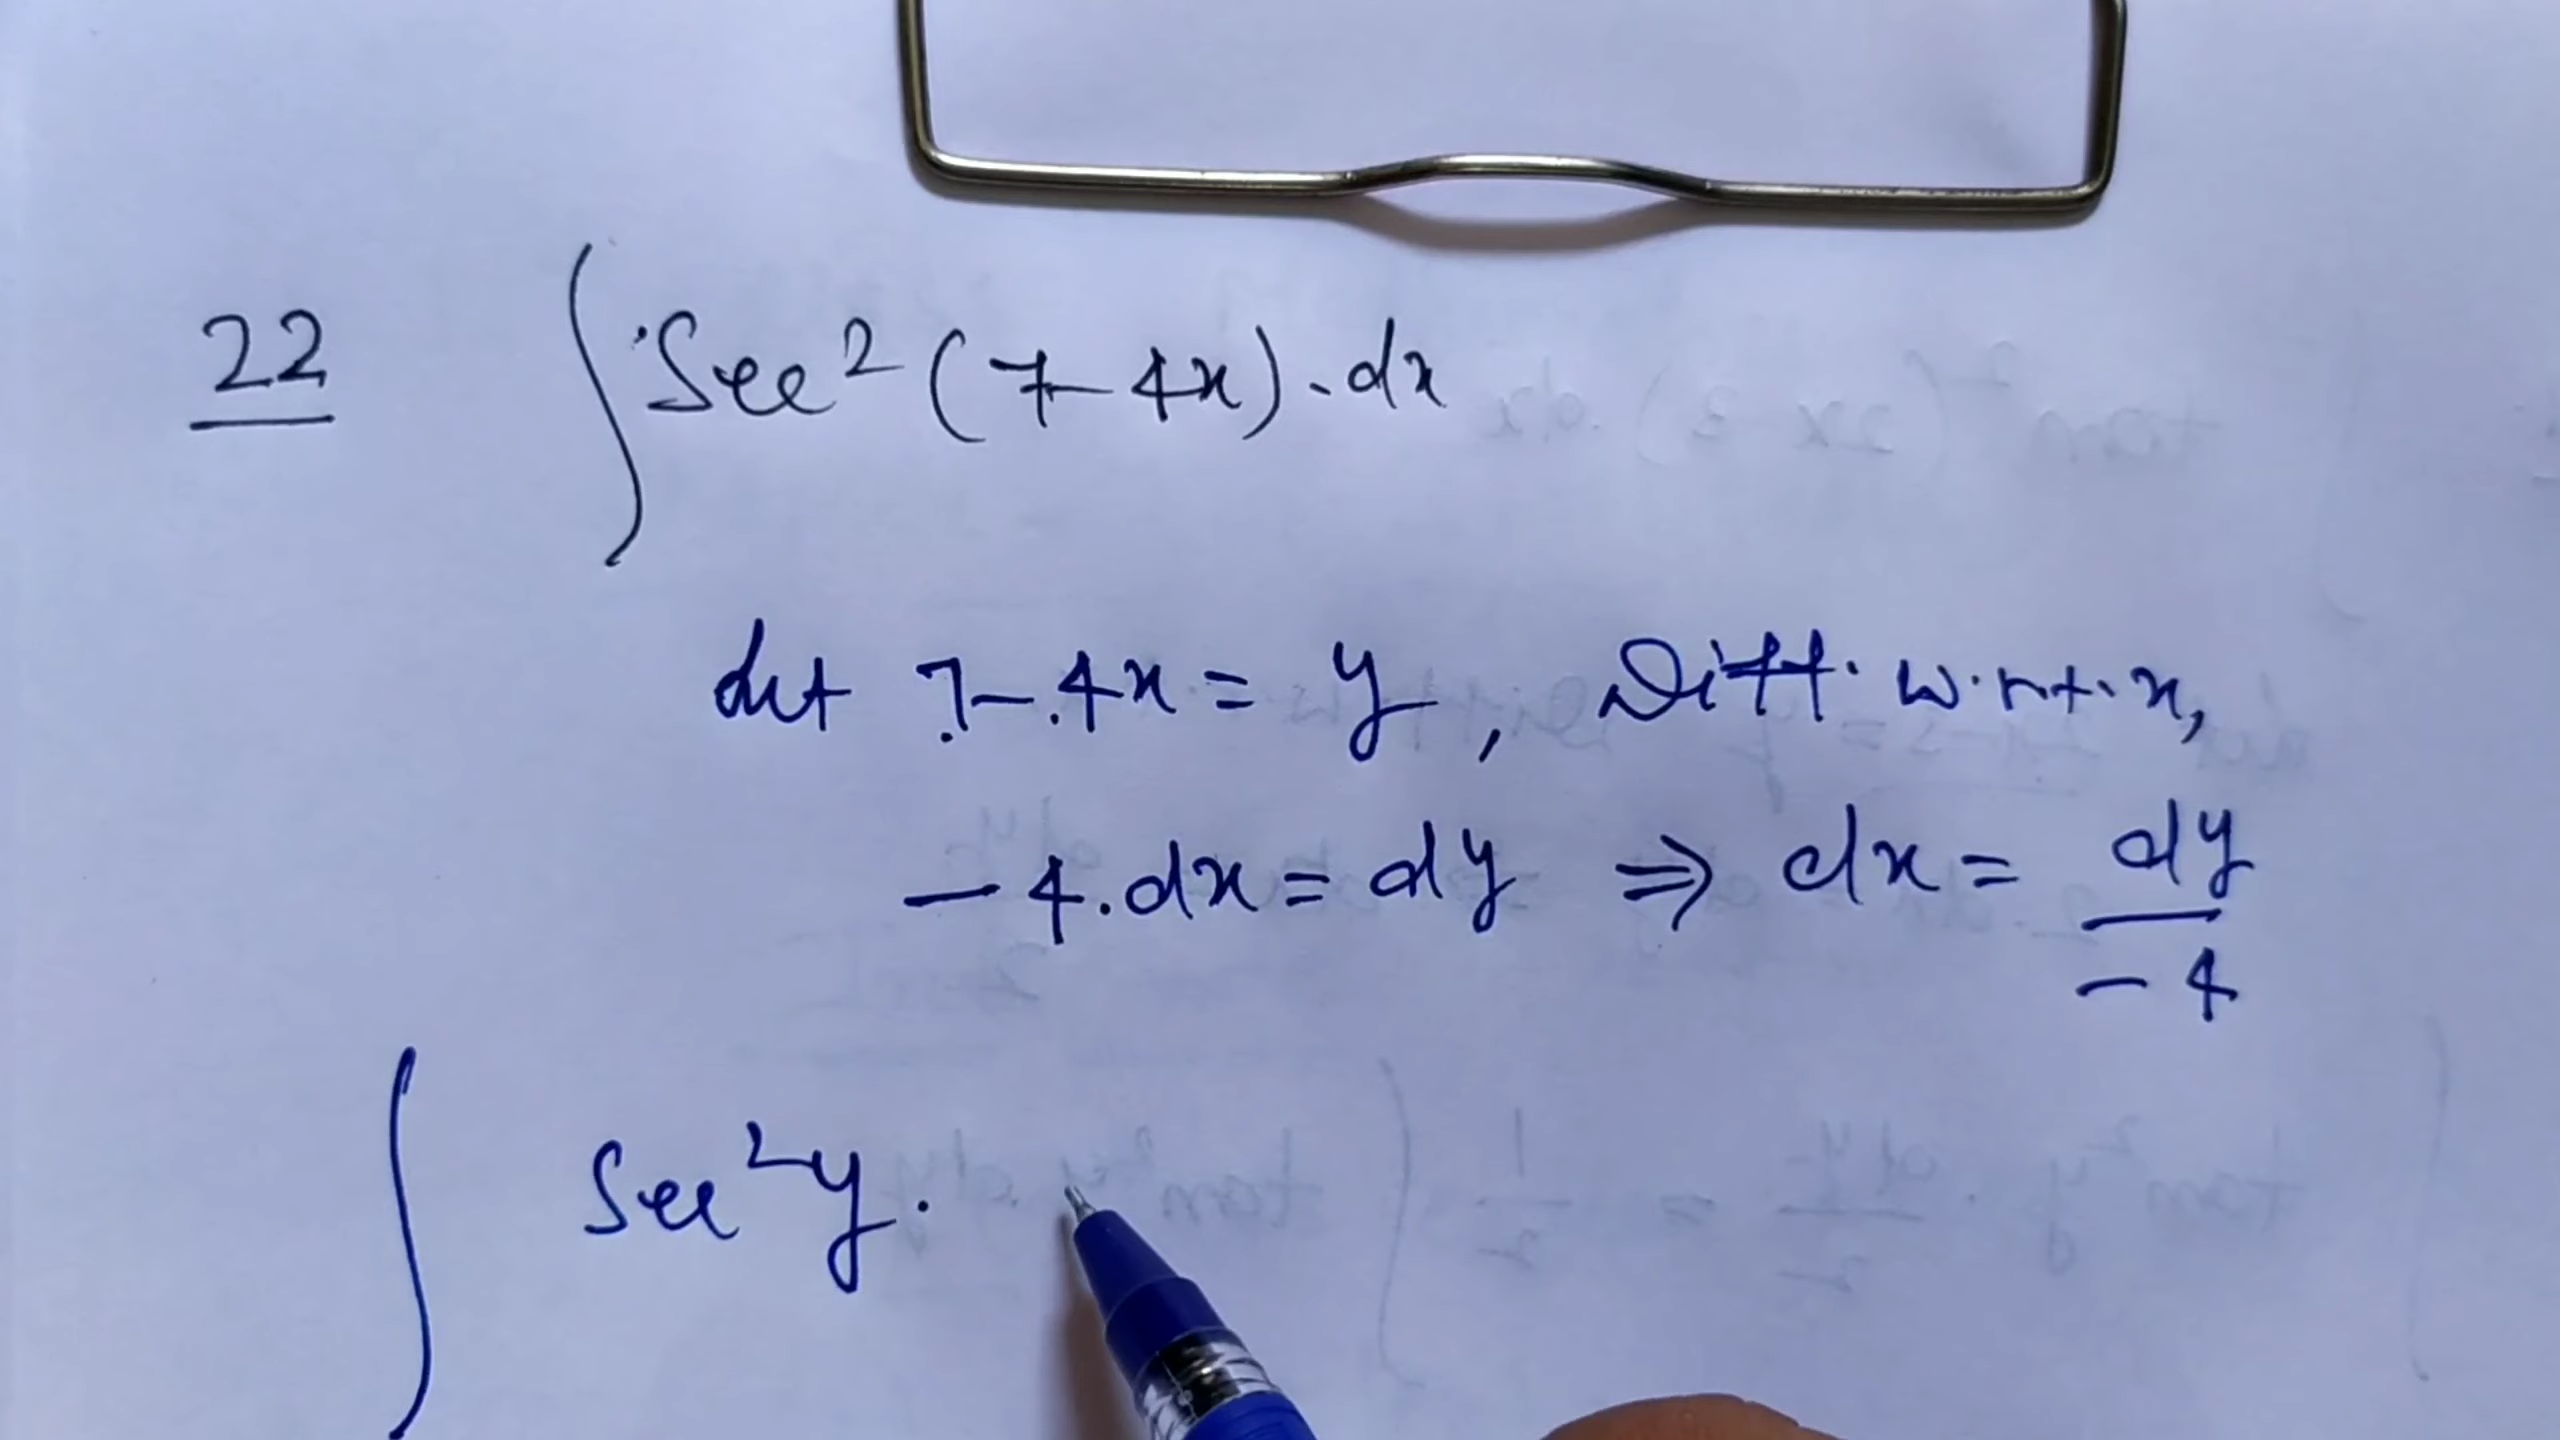 22 ∫ Sec² (7-4x).dx
Let 7-4x = y, Diff. w.r.t. x,
-4.dx = dy ⇒ dx = dy/-4
∫ Sec²y.